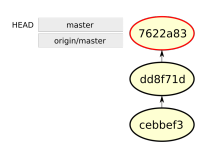 HEAD master 7622a83
origin/master
dd8f71d
cebbef3